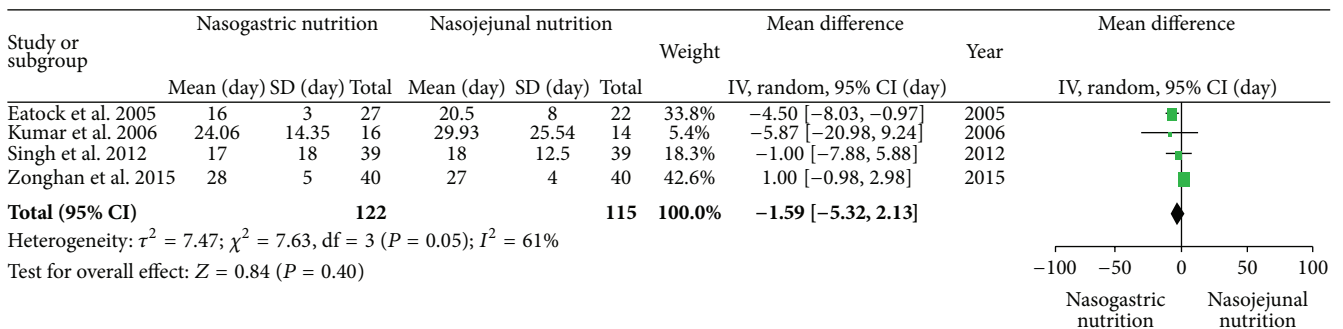 Nasogastric nutrition Nasojejunal nutrition Mean difference Mean difference
Study or
subgroup
Weight Year
Mean (day) SD (day) Total Mean (day) SD (day) Total IV, random, 95% CI (day) IV, random, 95% CI (day)
Eatock et al. 2005 16 3 27 20.5 8 22 33.8% −4.50 [−8.03, −0.97] 2005
Kumar et al. 2006 24.06 14.35 16 29.93 25.54 14 5.4% −5.87 [−20.98, 9.24] 2006
Singh et al. 2012 17 18 39 18 12.5 39 18.3% −1.00 [−7.88, 5.88] 2012
Zonghan et al. 2015 28 5 40 27 4 40 42.6% 1.00 [−0.98, 2.98] 2015
Total (95% CI) 122 115 100.0% −1.59 [−5.32, 2.13]
Heterogeneity: τ² = 7.47; χ² = 7.63, df = 3 (P = 0.05); I² = 61%
Test for overall effect: Z = 0.84 (P = 0.40)
−100 −50 0 50 100
Nasogastric Nasojejunal
nutrition nutrition